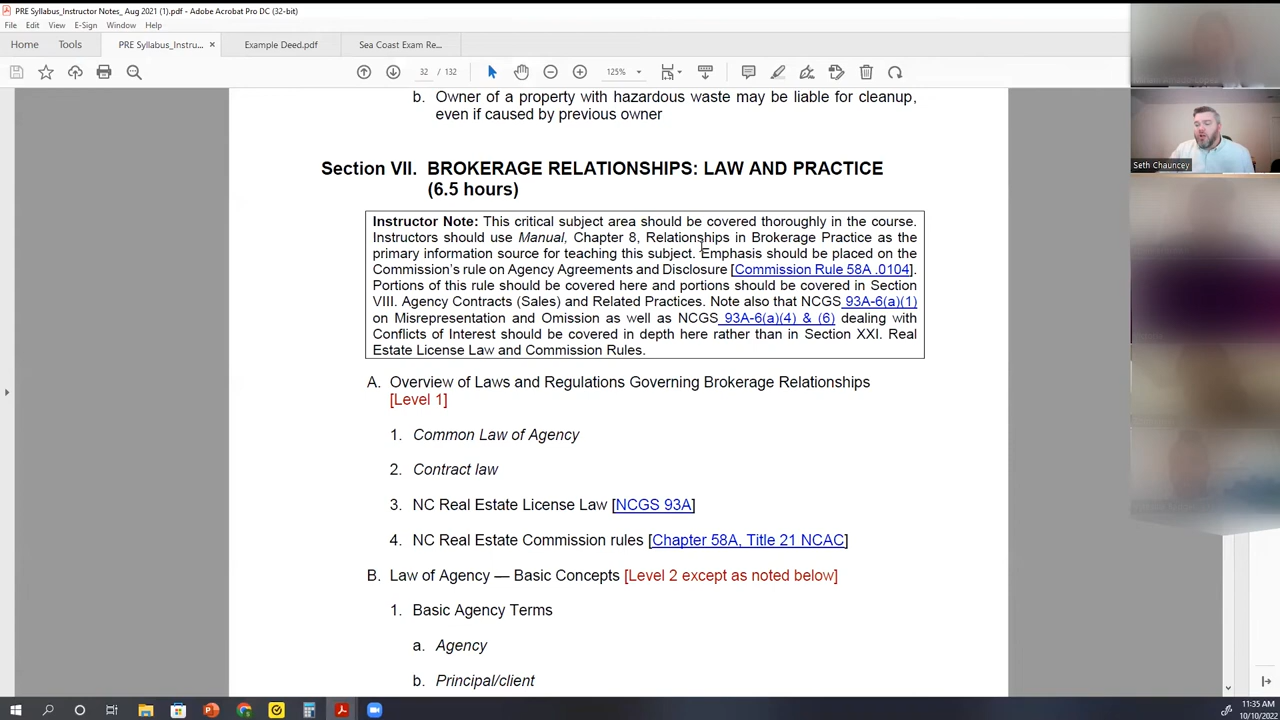 PRE Syllabus_Instructor Notes_ Aug 2021 (1).pdf - Adobe Acrobat Pro DC (32-bit)
File Edit View E-Sign Window Help
Home Tools PRE Syllabus_Instru... × Example Deed.pdf Sea Coast Exam Re...
32 / 132 125%
b. Owner of a property with hazardous waste may be liable for cleanup,
even if caused by previous owner
Section VII. BROKERAGE RELATIONSHIPS: LAW AND PRACTICE
(6.5 hours)
Seth Chauncey
Instructor Note: This critical subject area should be covered thoroughly in the course.
Instructors should use Manual, Chapter 8, Relationships in Brokerage Practice as the
primary information source for teaching this subject. Emphasis should be placed on the
Commission's rule on Agency Agreements and Disclosure [Commission Rule 58A .0104].
Portions of this rule should be covered here and portions should be covered in Section
VIII. Agency Contracts (Sales) and Related Practices. Note also that NCGS 93A-6(a)(1)
on Misrepresentation and Omission as well as NCGS 93A-6(a)(4) & (6) dealing with
Conflicts of Interest should be covered in depth here rather than in Section XXI. Real
Estate License Law and Commission Rules.
A. Overview of Laws and Regulations Governing Brokerage Relationships
[Level 1]
1. Common Law of Agency
2. Contract law
3. NC Real Estate License Law [NCGS 93A]
4. NC Real Estate Commission rules [Chapter 58A, Title 21 NCAC]
B. Law of Agency — Basic Concepts [Level 2 except as noted below]
1. Basic Agency Terms
a. Agency
b. Principal/client
11:35 AM
10/10/2022